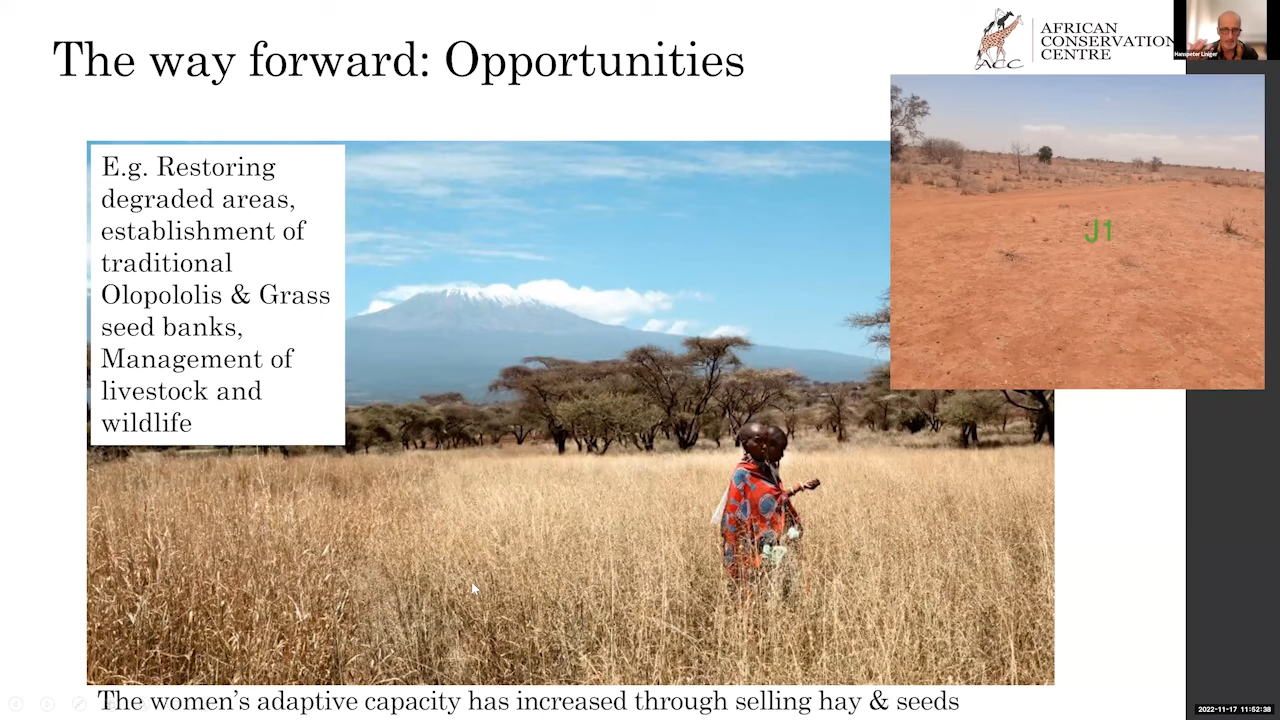 The way forward: Opportunities
AFRICAN
CONSERVATION
CENTRE
ACC
Hanspeter Liniger
E.g. Restoring
degraded areas,
establishment of
traditional
Olopololis & Grass
seed banks,
Management of
livestock and
wildlife
J1
The women's adaptive capacity has increased through selling hay & seeds
2022-11-17 11:52:38